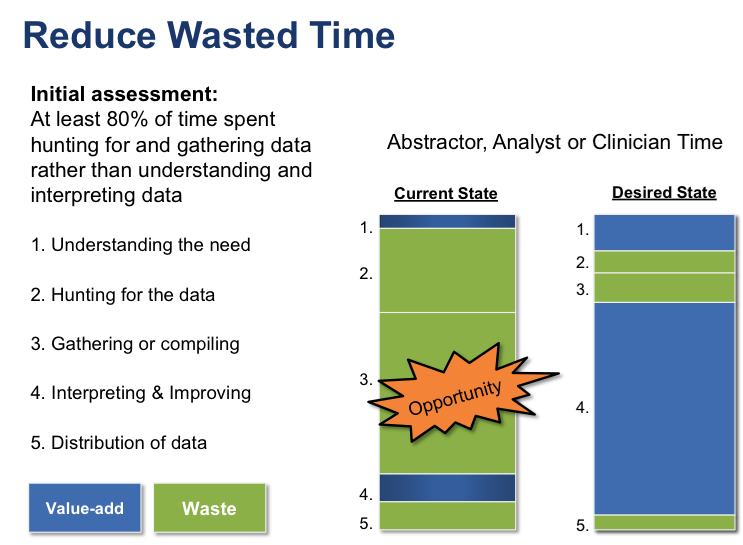 Reduce Wasted Time
Initial assessment:
At least 80% of time spent
hunting for and gathering data
rather than understanding and
interpreting data
1. Understanding the need
2. Hunting for the data
3. Gathering or compiling
4. Interpreting & Improving
5. Distribution of data
Value-add
Waste
Abstractor, Analyst or Clinician Time
Current State
1.
2.
3.
Opportunity
4.
5.
Desired State
1.
2.
3.
4.
5.